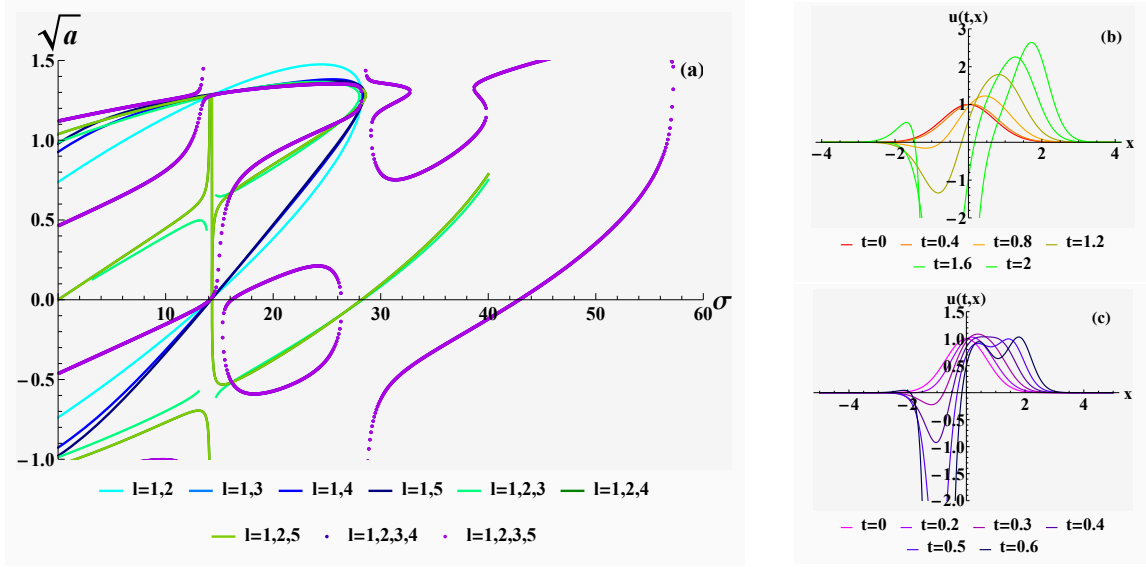 √a
(a)
1.5
1.0
0.5
0.0
−0.5
−1.0
10 20 30 40 50 60
σ
l=1,2 l=1,3 l=1,4 l=1,5 l=1,2,3 l=1,2,4
l=1,2,5 l=1,2,3,4 l=1,2,3,5
u(t,x)
(b)
3
2
1
−4 −2 2 4 x
−1
−2
t=0 t=0.4 t=0.8 t=1.2
t=1.6 t=2
u(t,x)
(c)
1.5
1.0
0.5
−4 −2 2 4 x
−0.5
−1.0
−1.5
−2.0
t=0 t=0.2 t=0.3 t=0.4
t=0.5 t=0.6